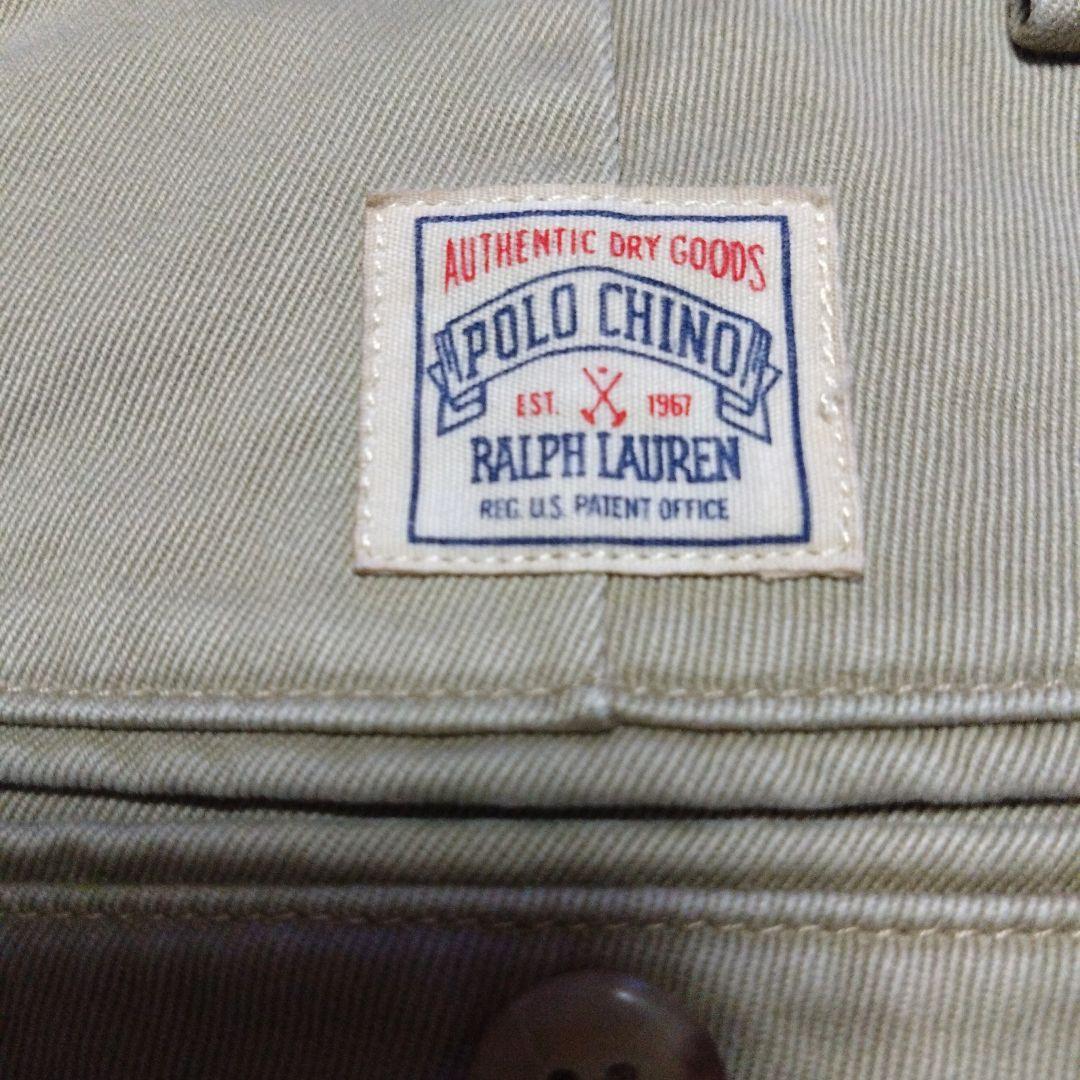 AUTHENTIC DRY GOODS
POLO CHINO
EST. 1967
RALPH LAUREN
REG. U.S. PATENT OFFICE